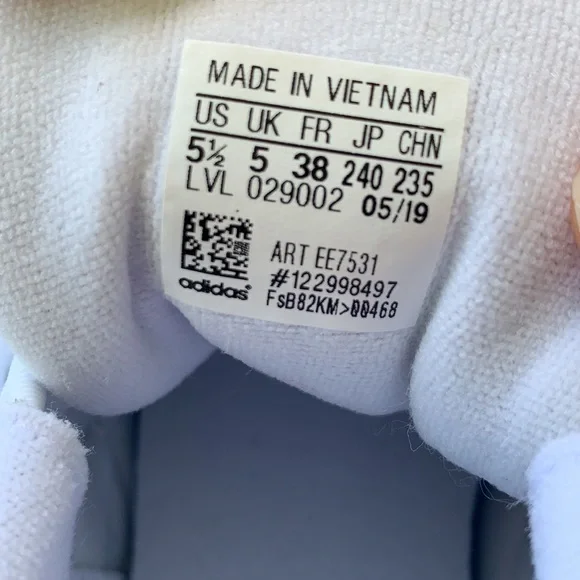 MADE IN VIETNAM
US UK FR JP CHN
5½ 5 38 240 235
LVL 029002 05/19
ART EE7531
#122998497
adidas®
FsB82KM>00468